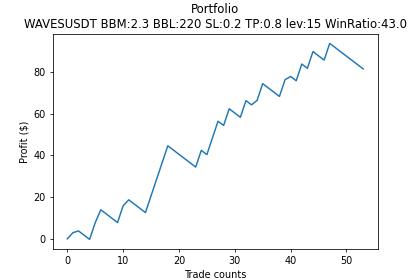 Portfolio
WAVESUSDT BBM:2.3 BBL:220 SL:0.2 TP:0.8 lev:15 WinRatio:43.0
80
60
40
20
0
Profit ($)
0 10 20 30 40 50
Trade counts